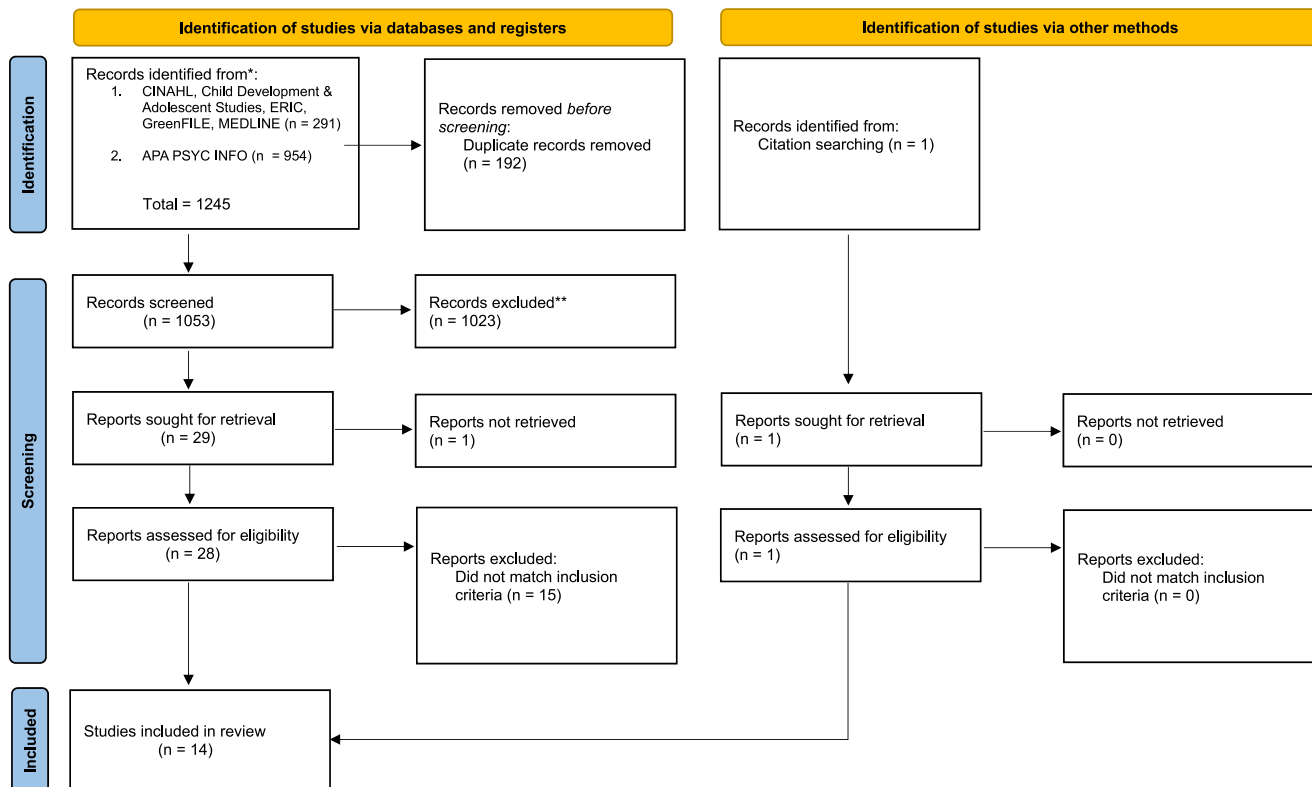 Identification of studies via databases and registers
Identification of studies via other methods
Identification
Records identified from*:
1. CINAHL, Child Development &
Adolescent Studies, ERIC,
GreenFILE, MEDLINE (n = 291)
2. APA PSYC INFO (n = 954)
Total = 1245
Records removed before
screening:
Duplicate records removed
(n = 192)
Records identified from:
Citation searching (n = 1)
Screening
Records screened
(n = 1053)
Records excluded**
(n = 1023)
Reports sought for retrieval
(n = 29)
Reports not retrieved
(n = 1)
Reports sought for retrieval
(n = 1)
Reports not retrieved
(n = 0)
Reports assessed for eligibility
(n = 28)
Reports excluded:
Did not match inclusion
criteria (n = 15)
Reports assessed for eligibility
(n = 1)
Reports excluded:
Did not match inclusion
criteria (n = 0)
Included
Studies included in review
(n = 14)